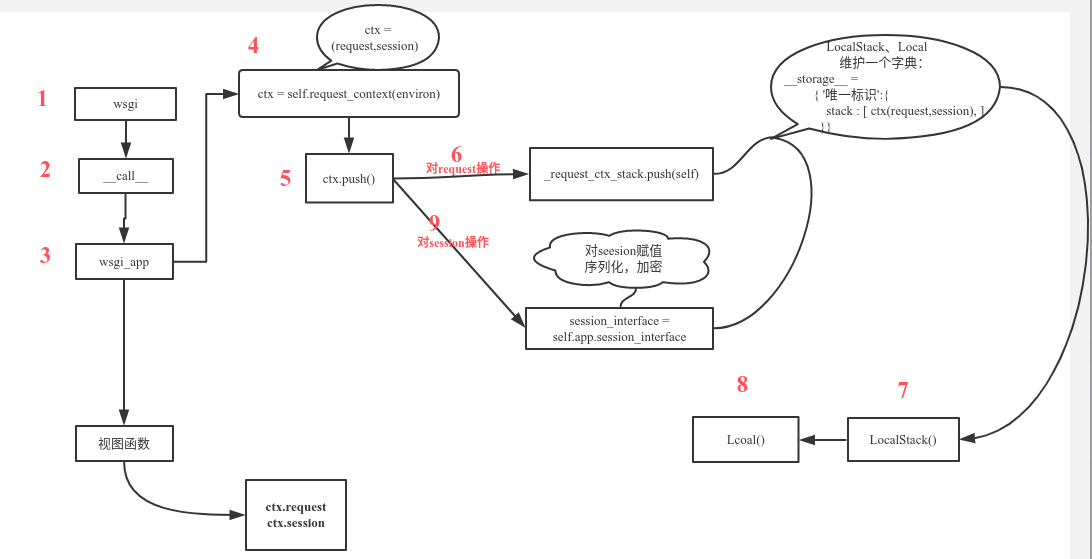 1
wsgi
2
__call__
3
wsgi_app
4
ctx =
(request,session)
ctx = self.request_context(environ)
5
ctx.push()
6
对request操作
_request_ctx_stack.push(self)
LocalStack、Local
维护一个字典：
__storage__ =
{ '唯一标识':{
stack : [ ctx(request,session), ]
}}
9
对session操作
对seesion赋值
序列化，加密
session_interface =
self.app.session_interface
8
Lcoal()
7
LocalStack()
视图函数
ctx.request
ctx.session